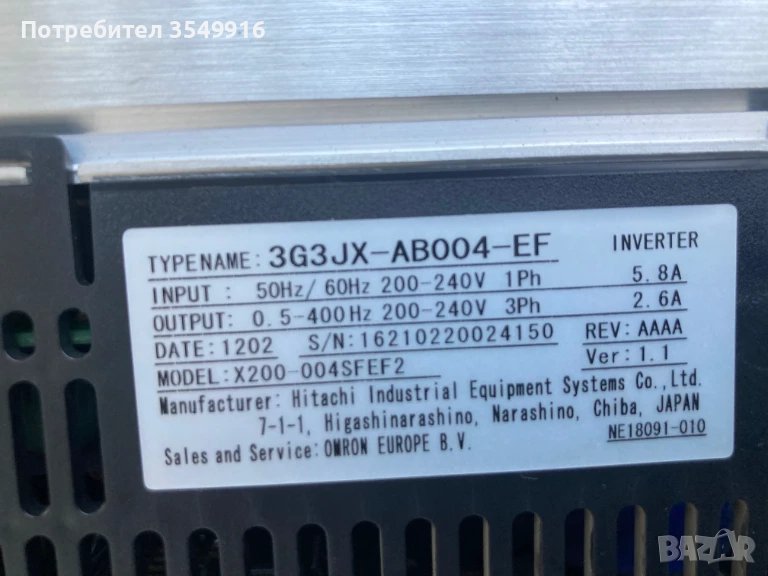 Потребител 3549916
TYPENAME: 3G3JX-AB004-EF INVERTER
INPUT : 50Hz/ 60Hz 200-240V 1Ph 5.8A
OUTPUT: 0.5-400Hz 200-240V 3Ph 2.6A
DATE:1202 S/N:16210220024150 REV:AAAA
MODEL:X200-004SFEF2 Ver:1.1
Manufacturer: Hitachi Industrial Equipment Systems Co.,Ltd.
7-1-1, Higashinarashino, Narashino, Chiba, JAPAN
Sales and Service: OMRON EUROPE B.V. NE18091-010
BAZAR